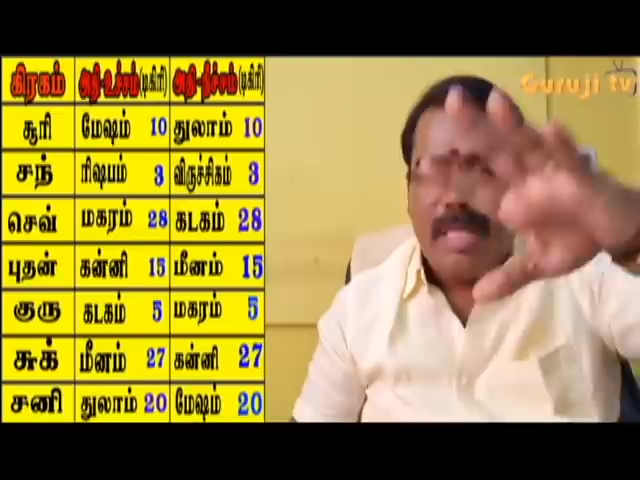 Guruji tv
கிரகம் அதி-உச்சம்(டிகிரி) அதி-நீச்சம்(டிகிரி)
சூரி மேஷம் 10 துலாம் 10
சந் ரிஷபம் 3 விருச்சிகம் 3
செவ் மகரம் 28 கடகம் 28
புதன் கன்னி 15 மீனம் 15
குரு கடகம் 5 மகரம் 5
சுக் மீனம் 27 கன்னி 27
சனி துலாம் 20 மேஷம் 20